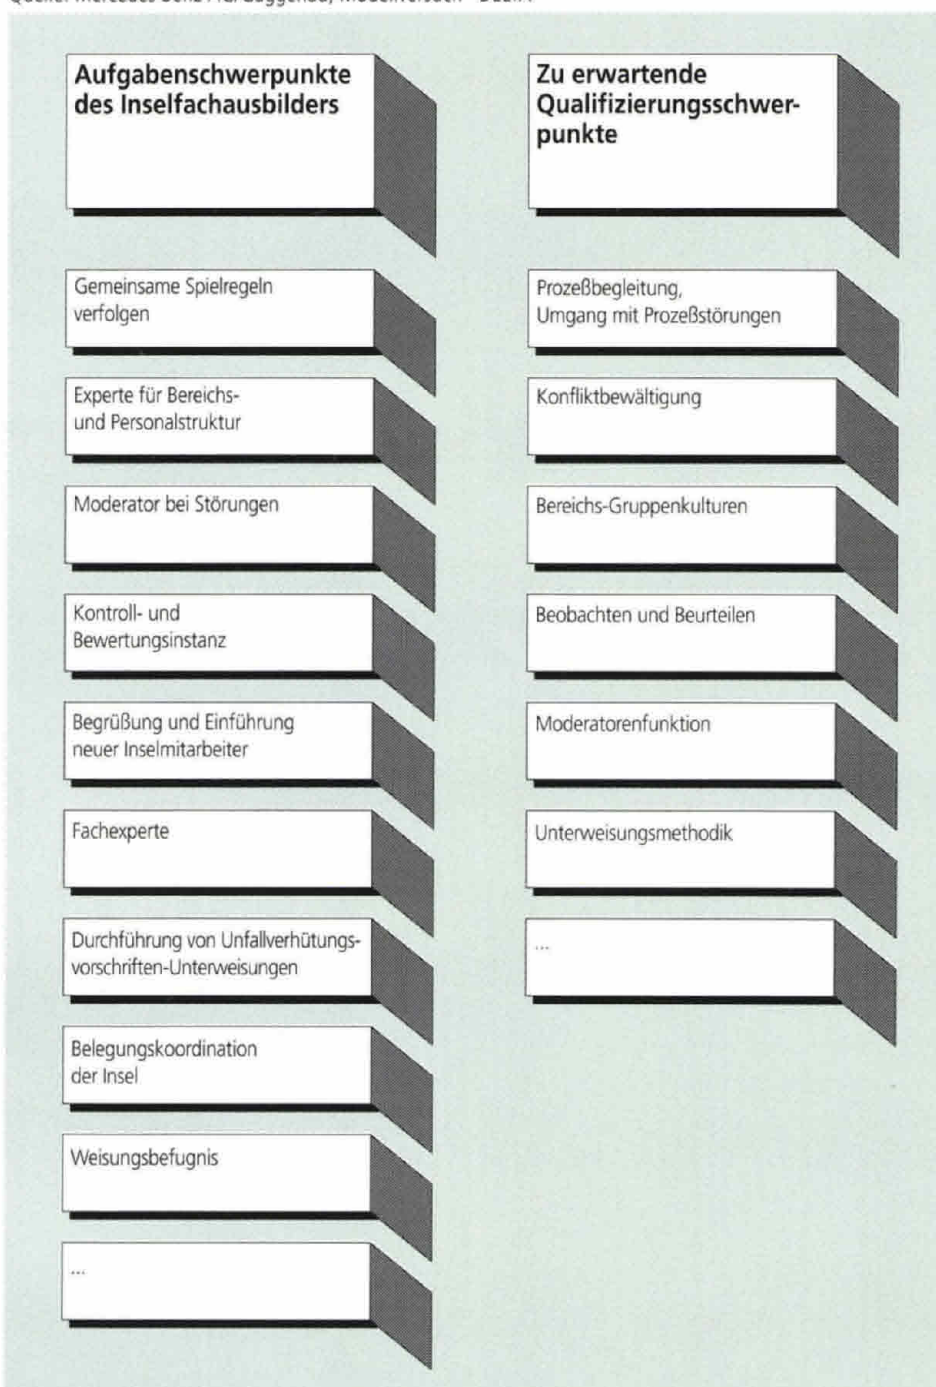 Aufgabenschwerpunkte
des Inselfachausbilders
Gemeinsame Spielregeln
verfolgen
Experte für Bereichs-
und Personalstruktur
Moderator bei Störungen
Kontroll- und
Bewertungsinstanz
Begrüßung und Einführung
neuer Inselmitarbeiter
Fachexperte
Durchführung von Unfallverhütungs-
vorschriften-Unterweisungen
Belegungskoordination
der Insel
Weisungsbefugnis
...
Zu erwartende
Qualifizierungsschwer-
punkte
Prozeßbegleitung,
Umgang mit Prozeßstörungen
Konfliktbewältigung
Bereichs-Gruppenkulturen
Beobachten und Beurteilen
Moderatorenfunktion
Unterweisungsmethodik
...